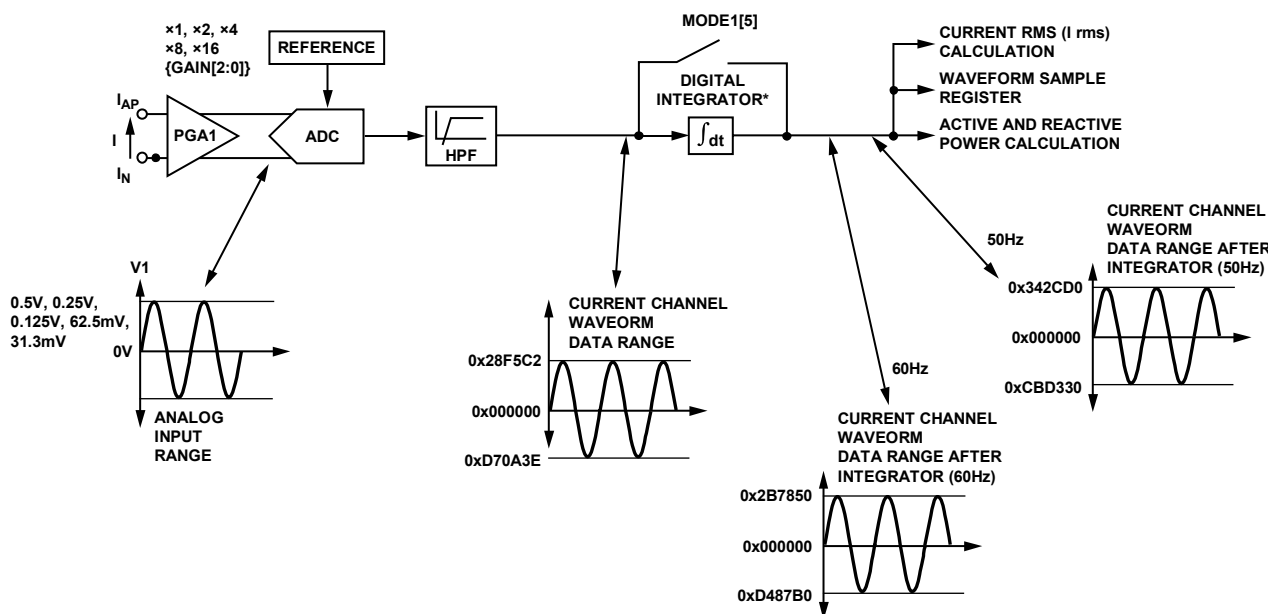 ×1, ×2, ×4
×8, ×16
{GAIN[2:0]}
REFERENCE
MODE1[5]
CURRENT RMS (I rms)
CALCULATION
DIGITAL
INTEGRATOR*
WAVEFORM SAMPLE
REGISTER
IAP
I
IN
PGA1
ADC
HPF
∫dt
ACTIVE AND REACTIVE
POWER CALCULATION
V1
0.5V, 0.25V,
0.125V, 62.5mV,
31.3mV
0V
ANALOG
INPUT
RANGE
CURRENT CHANNEL
WAVEORM
DATA RANGE
0x28F5C2
0x000000
0xD70A3E
60Hz
CURRENT CHANNEL
WAVEORM
DATA RANGE AFTER
INTEGRATOR (60Hz)
0x2B7850
0x000000
0xD487B0
50Hz
CURRENT CHANNEL
WAVEORM
DATA RANGE AFTER
INTEGRATOR (50Hz)
0x342CD0
0x000000
0xCBD330